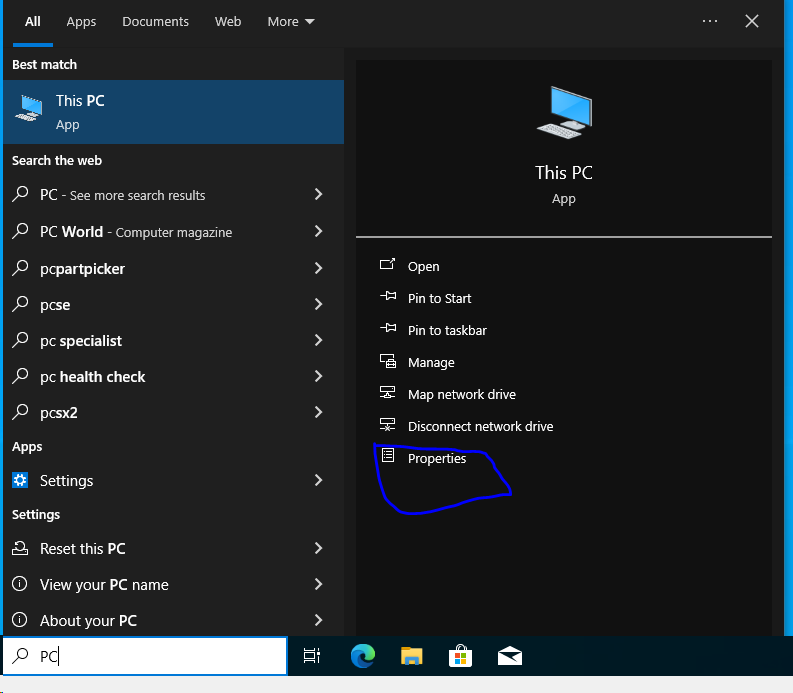 All Apps Documents Web More
Best match
This PC
App
Search the web
PC - See more search results
PC World - Computer magazine
pcpartpicker
pcse
pc specialist
pc health check
pcsx2
Apps
Settings
Settings
Reset this PC
View your PC name
About your PC
PC
This PC
App
Open
Pin to Start
Pin to taskbar
Manage
Map network drive
Disconnect network drive
Properties